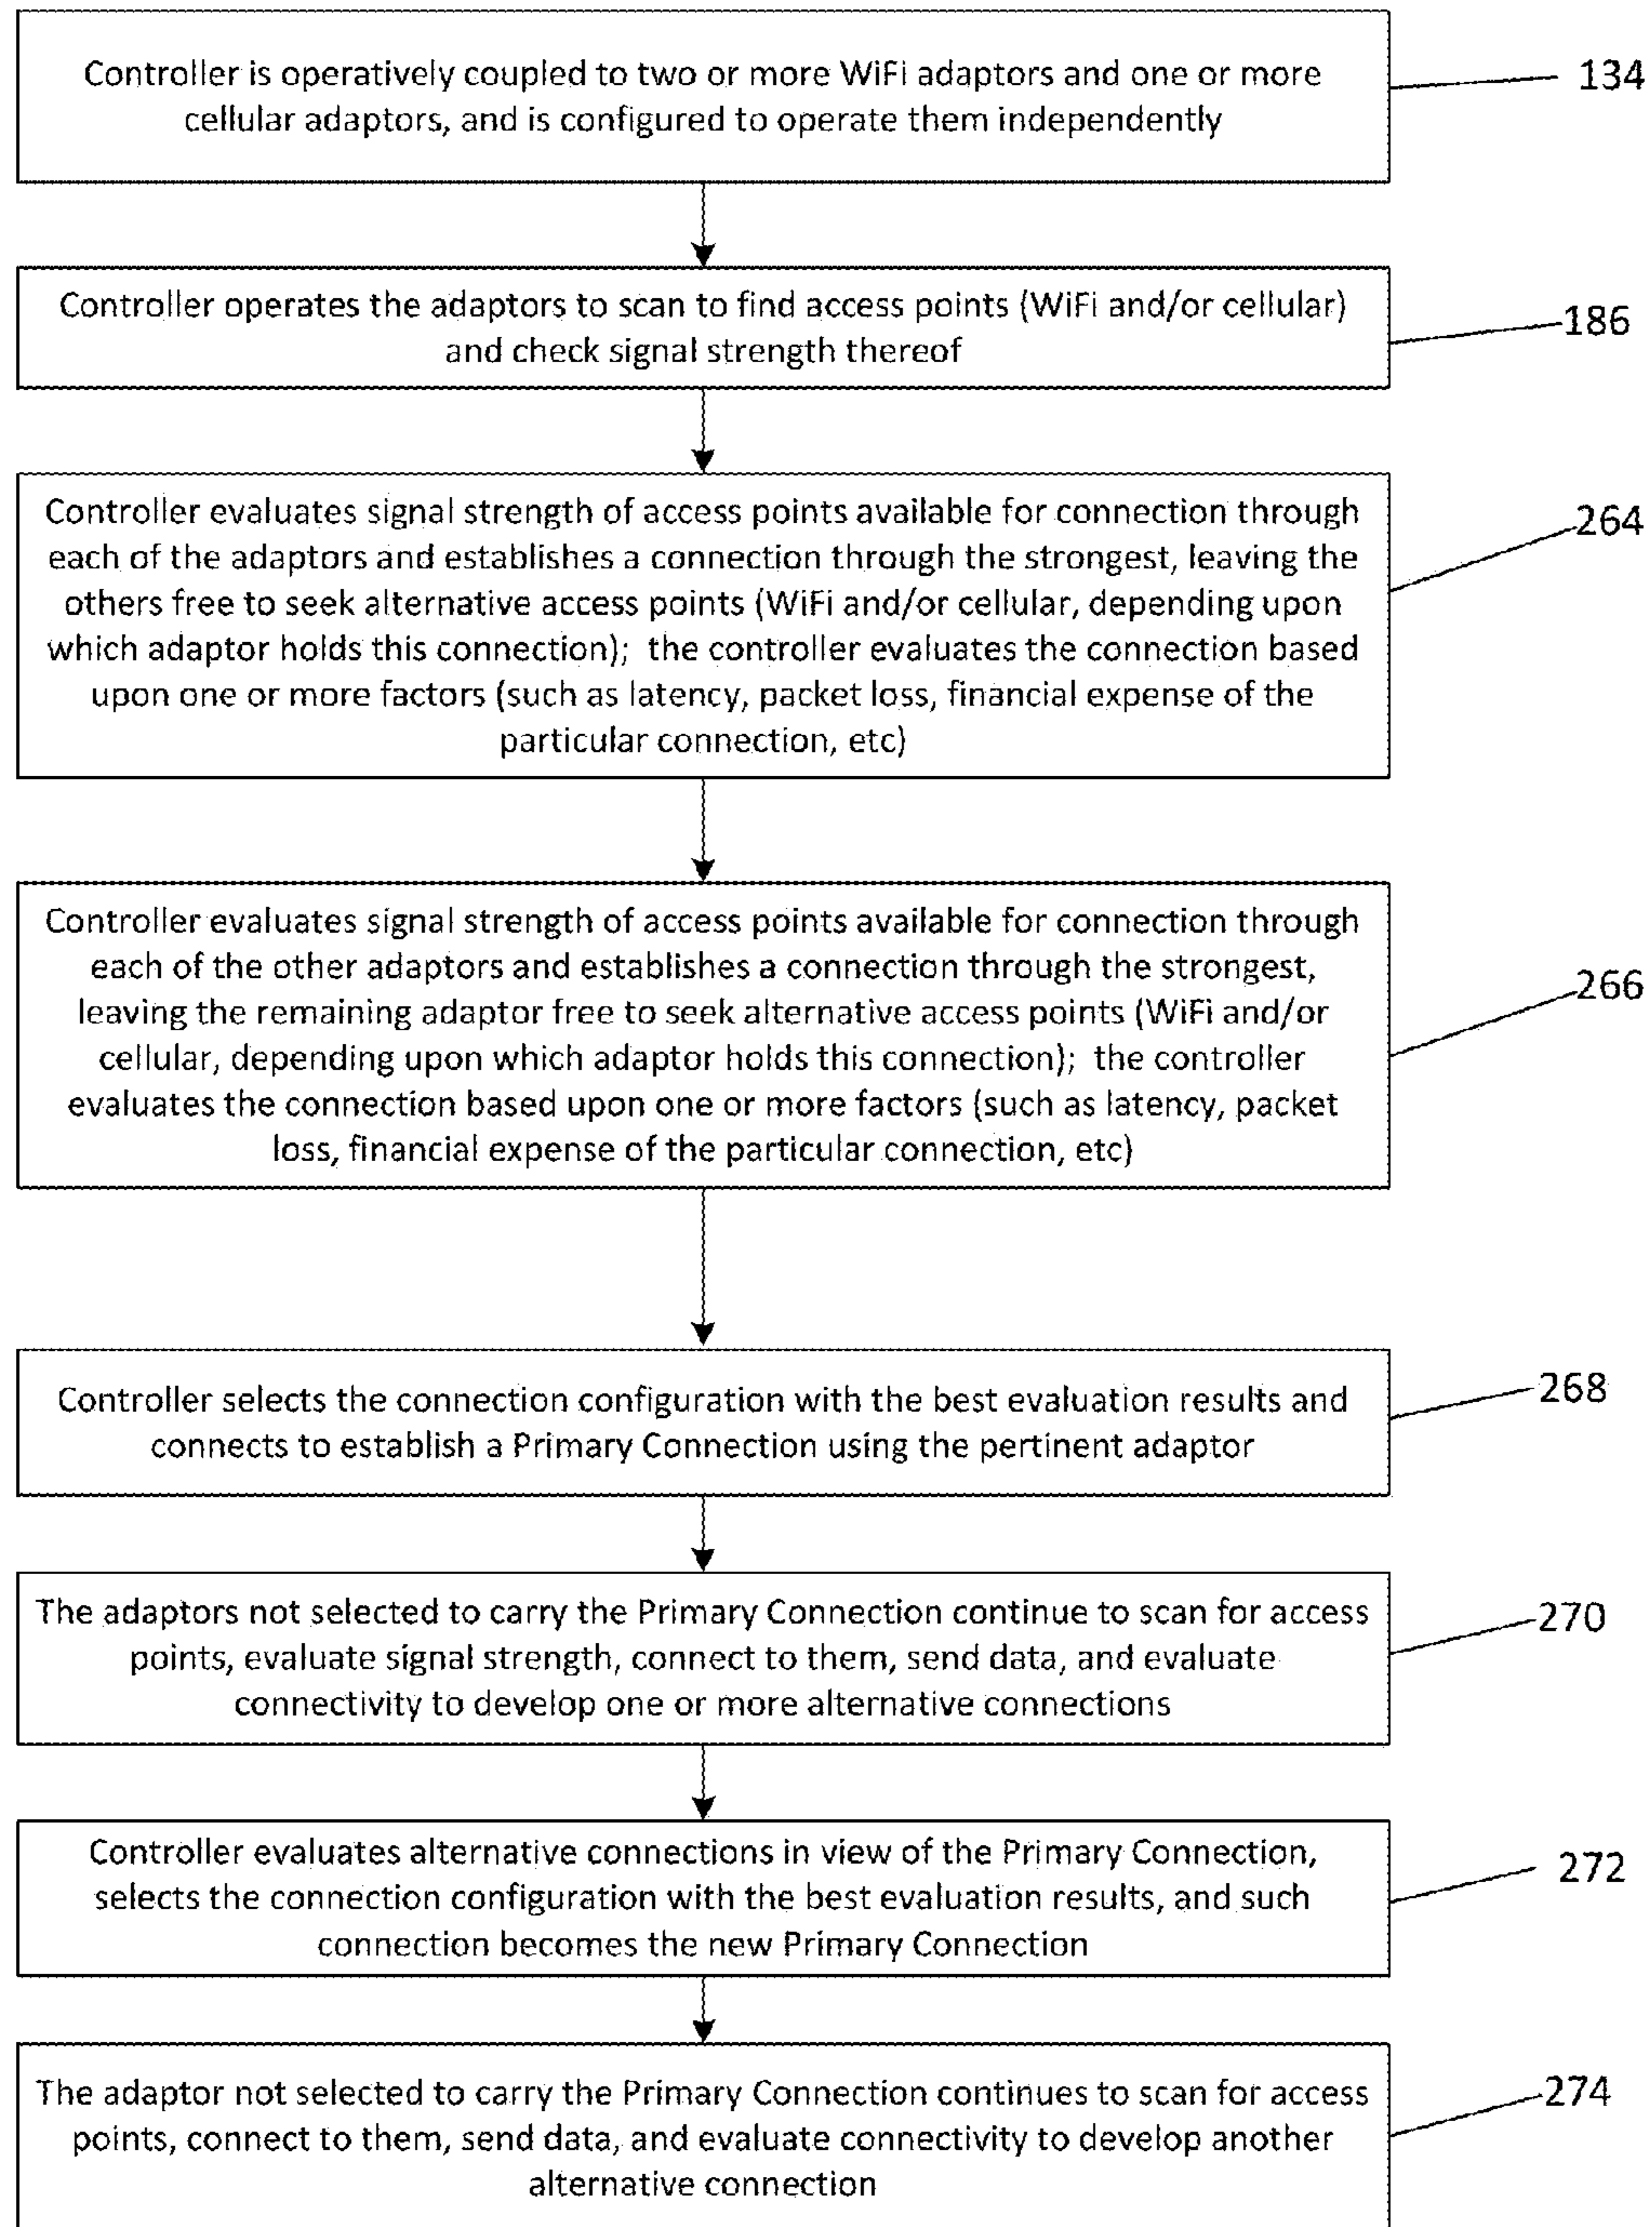 Controller is operatively coupled to two or more WiFi adaptors and one or more
cellular adaptors, and is configured to operate them independently
134
Controller operates the adaptors to scan to find access points (WiFi and/or cellular)
and check signal strength thereof
186
Controller evaluates signal strength of access points available for connection through
each of the adaptors and establishes a connection through the strongest, leaving the
others free to seek alternative access points (WiFi and/or cellular, depending upon
which adaptor holds this connection); the controller evaluates the connection based
upon one or more factors (such as latency, packet loss, financial expense of the
particular connection, etc)
264
Controller evaluates signal strength of access points available for connection through
each of the other adaptors and establishes a connection through the strongest,
leaving the remaining adaptor free to seek alternative access points (WiFi and/or
cellular, depending upon which adaptor holds this connection); the controller
evaluates the connection based upon one or more factors (such as latency, packet
loss, financial expense of the particular connection, etc)
266
Controller selects the connection configuration with the best evaluation results and
connects to establish a Primary Connection using the pertinent adaptor
268
The adaptors not selected to carry the Primary Connection continue to scan for access
points, evaluate signal strength, connect to them, send data, and evaluate
connectivity to develop one or more alternative connections
270
Controller evaluates alternative connections in view of the Primary Connection,
selects the connection configuration with the best evaluation results, and such
connection becomes the new Primary Connection
272
The adaptor not selected to carry the Primary Connection continues to scan for access
points, connect to them, send data, and evaluate connectivity to develop another
alternative connection
274